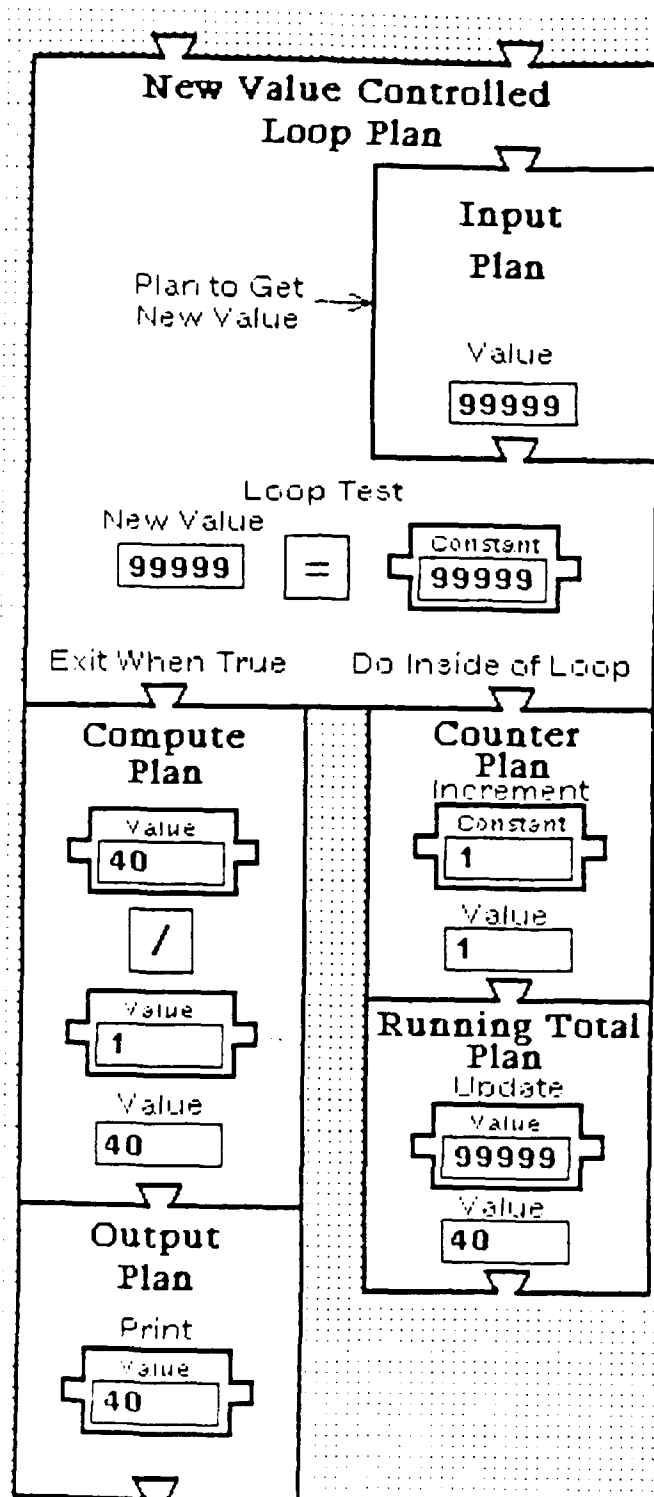 New Value Controlled
Loop Plan
Input
Plan
Plan to Get
New Value
Value
99999
Loop Test
New Value
99999
=
Constant
99999
Exit When True
Do Inside of Loop
Compute
Plan
Value
40
/
Value
1
Value
40
Output
Plan
Print
Value
40
Counter
Plan
Increment
Constant
1
Value
1
Running Total
Plan
Update
Value
99999
Value
40